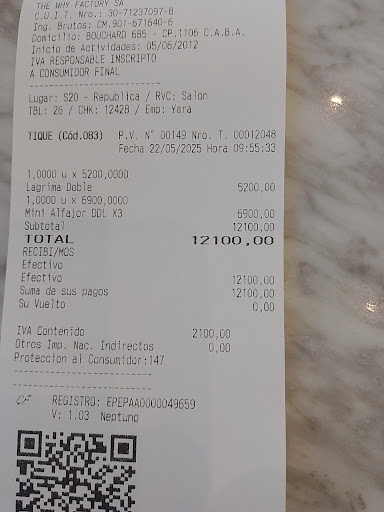 THE WHY FACTORY SA
C.U.I.T. Nro.: 30-71237097-8
Ing. Brutos: CM.901-671640-6
Domicilio: BOUCHARD 685 - CP.1106 C.A.B.A.
Inicio de Actividades: 05/06/2012
IVA RESPONSABLE INSCRIPTO
A CONSUMIDOR FINAL
Lugar: S20 - Republica / RVC: Salon
TBL: 26 / CHK: 12428 / Emp: Yara
TIQUE (Cód.083) P.V. N° 00149 Nro. T. 00012048
Fecha 22/05/2025 Hora 09:55:33
1,0000 u x 5200,0000
Lagrima Doble 5200,00
1,0000 u x 6900,0000
Mini Alfajor DDL X3 6900,00
Subtotal 12100,00
TOTAL 12100,00
RECIBI/MOS
Efectivo
Efectivo 12100,00
Suma de sus pagos 12100,00
Su Vuelto 0,00
IVA Contenido 2100,00
Otros Imp. Nac. Indirectos 0,00
Proteccion al Consumidor:147
CF REGISTRO: EPEPAA0000049659
V: 1.03 Neptuno